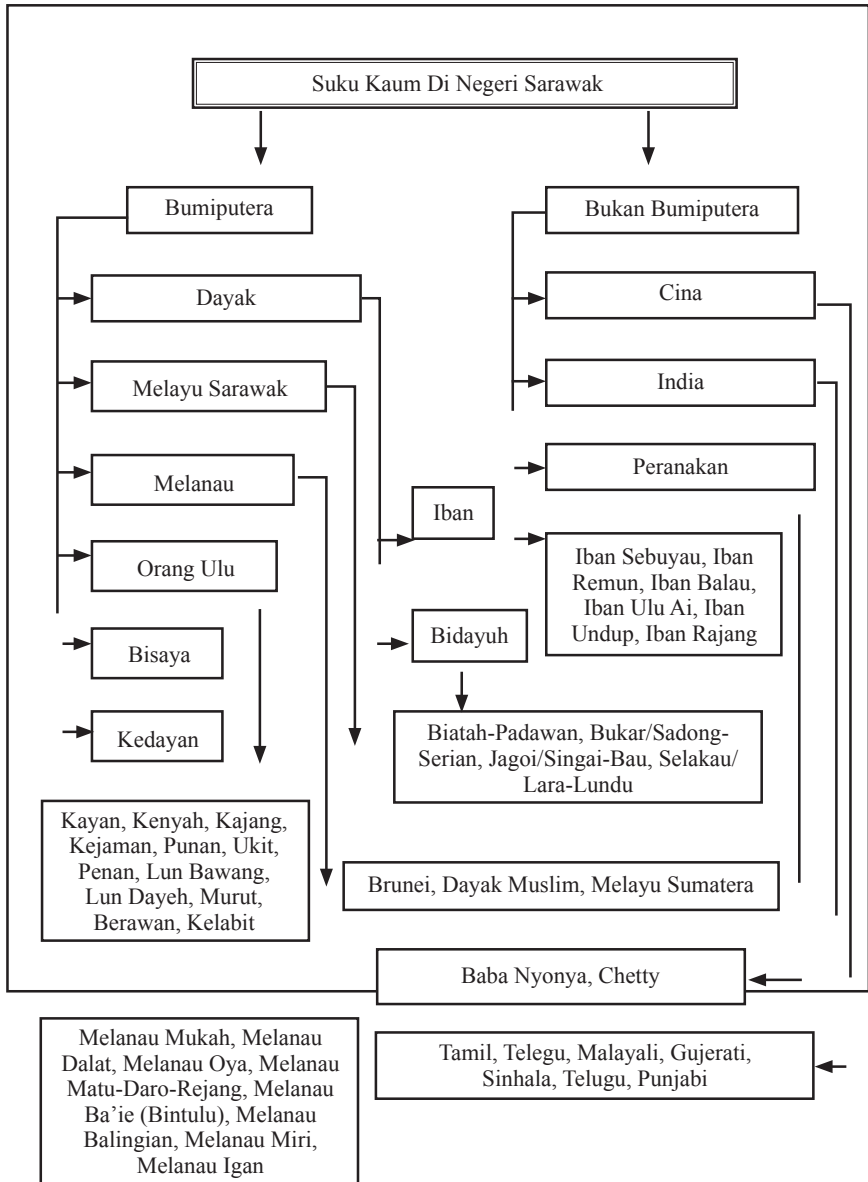 Suku Kaum Di Negeri Sarawak
Bumiputera
Bukan Bumiputera
Dayak
Cina
Melayu Sarawak
India
Melanau
Peranakan
Iban
Orang Ulu
Iban Sebuyau, Iban
Remun, Iban Balau,
Iban Ulu Ai, Iban
Undup, Iban Rajang
Bisaya
Bidayuh
Kedayan
Biatah-Padawan, Bukar/Sadong-
Serian, Jagoi/Singai-Bau, Selakau/
Lara-Lundu
Kayan, Kenyah, Kajang,
Kejaman, Punan, Ukit,
Penan, Lun Bawang,
Lun Dayeh, Murut,
Berawan, Kelabit
Brunei, Dayak Muslim, Melayu Sumatera
Baba Nyonya, Chetty
Melanau Mukah, Melanau
Dalat, Melanau Oya, Melanau
Matu-Daro-Rejang, Melanau
Ba’ie (Bintulu), Melanau
Balingian, Melanau Miri,
Melanau Igan
Tamil, Telegu, Malayali, Gujerati,
Sinhala, Telugu, Punjabi